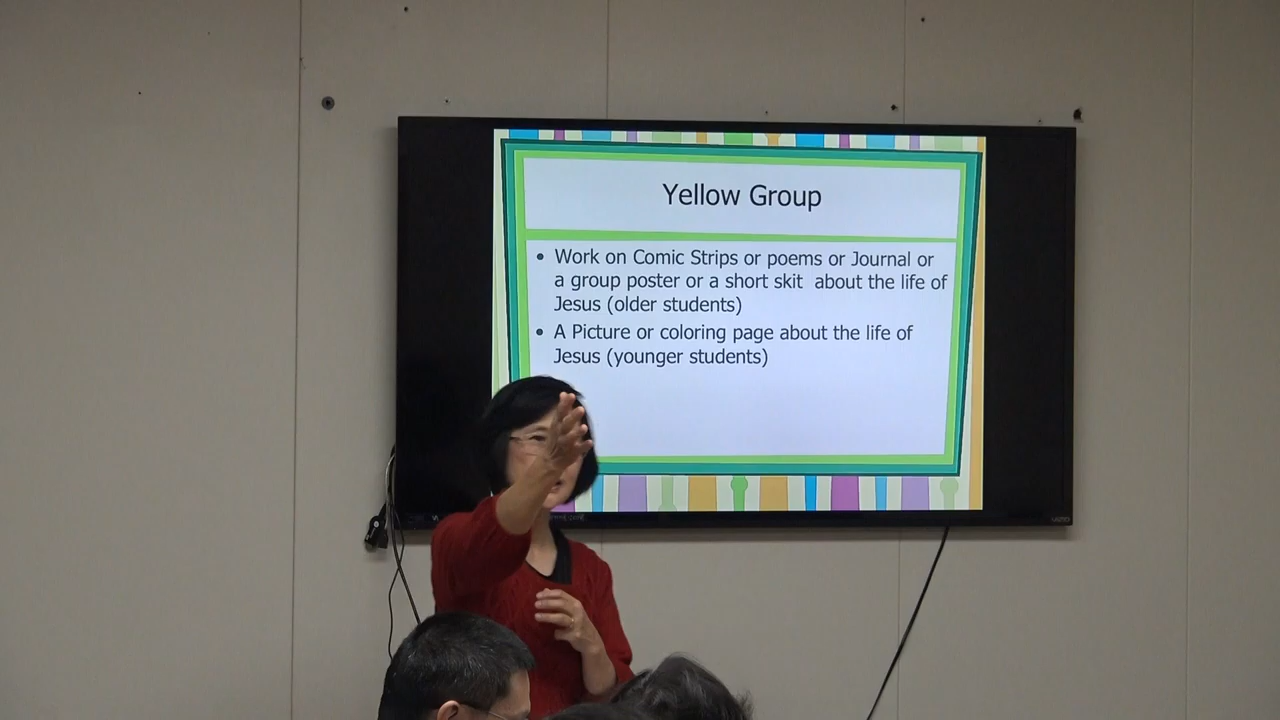 Yellow Group
• Work on Comic Strips or poems or Journal or
a group poster or a short skit about the life of
Jesus (older students)
• A Picture or coloring page about the life of
Jesus (younger students)
VIZIO